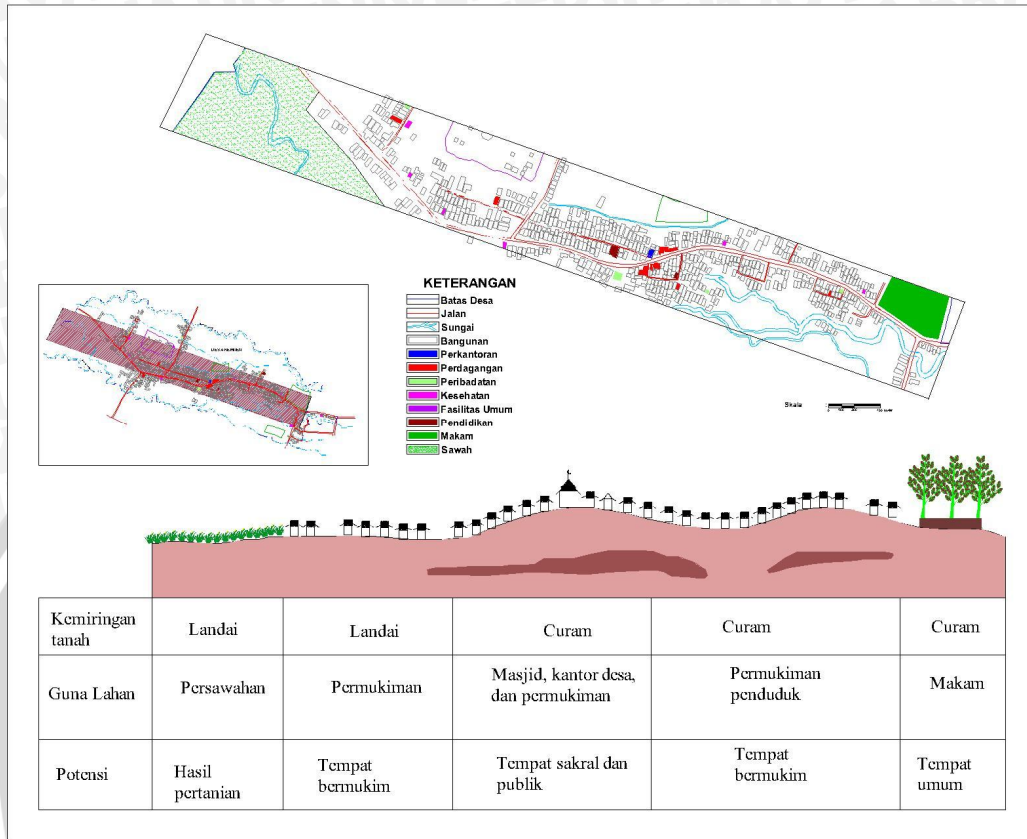 KETERANGAN
Batas Desa
Jalan
Sungai
Bangunan
Perkantoran
Perdagangan
Peribadatan
Kesehatan
Fasilitas Umum
Pendidikan
Makam
Sawah
Skala
Kemiringan tanah
Landai
Landai
Curam
Curam
Curam
Guna Lahan
Persawahan
Permukiman
Masjid, kantor desa, dan permukiman
Permukiman penduduk
Makam
Potensi
Hasil pertanian
Tempat bermukim
Tempat sakral dan publik
Tempat bermukim
Tempat umum